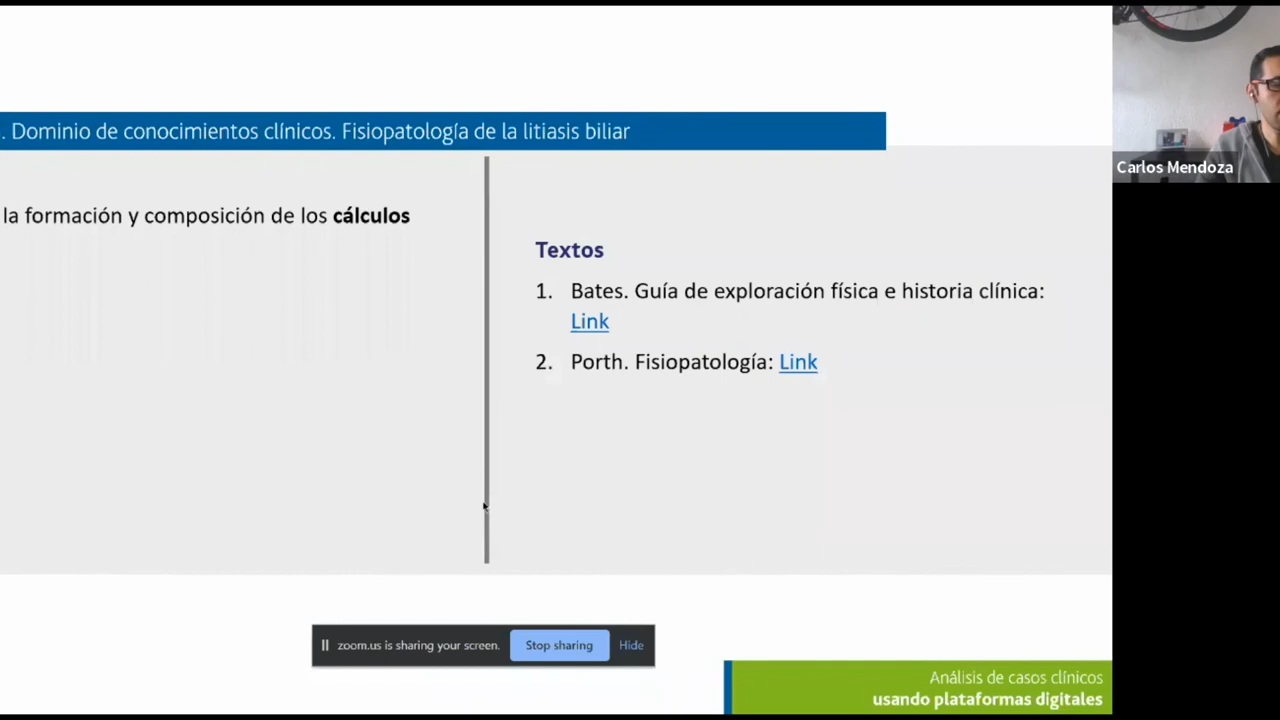 . Dominio de conocimientos clínicos. Fisiopatología de la litiasis biliar
la formación y composición de los cálculos
Textos
1. Bates. Guía de exploración física e historia clínica:
Link
2. Porth. Fisiopatología: Link
Carlos Mendoza
zoom.us is sharing your screen. Stop sharing Hide
Análisis de casos clínicos
usando plataformas digitales